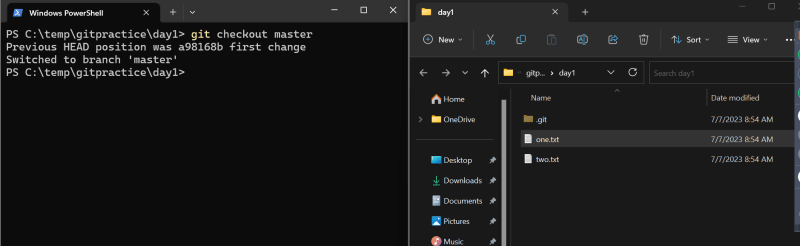 Windows PowerShell
PS C:\temp\gitpractice\day1> git checkout master
Previous HEAD position was a98168b first change
Switched to branch 'master'
PS C:\temp\gitpractice\day1>
day1
New
Sort
View
gitp...
day1
Search day1
Home
OneDrive
Desktop
Downloads
Documents
Pictures
Music
Name
Date modified
.git
7/7/2023 8:54 AM
one.txt
7/7/2023 8:54 AM
two.txt
7/7/2023 8:54 AM